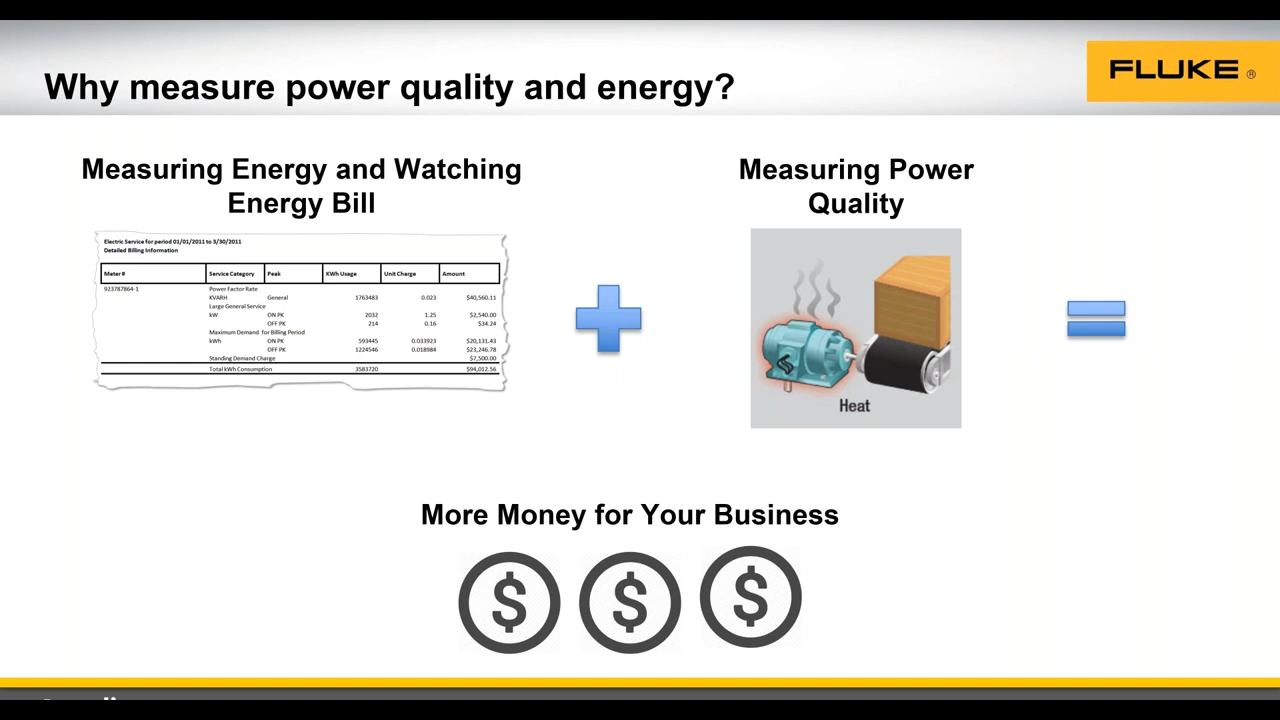 Why measure power quality and energy?
FLUKE ®
Measuring Energy and Watching
Energy Bill
Measuring Power
Quality
Electric Service for period 01/01/2011 to 3/30/2011
Detailed Billing Information
Meter # Service Category Peak KWh Usage Unit Charge Amount
923787864-1 Power Factor Rate
KVARH General 1763483 0.023 $40,560.11
Large General Service
kW ON PK 2032 1.25 $2,540.00
OFF PK 214 0.16 $34.24
Maximum Demand for Billing Period
kWh ON PK 593445 0.033923 $20,131.43
OFF PK 1224546 0.018984 $23,246.78
Standing Demand Charge $7,500.00
Total kWh Consumption 3583720 $94,012.56
Heat
More Money for Your Business
$ $ $